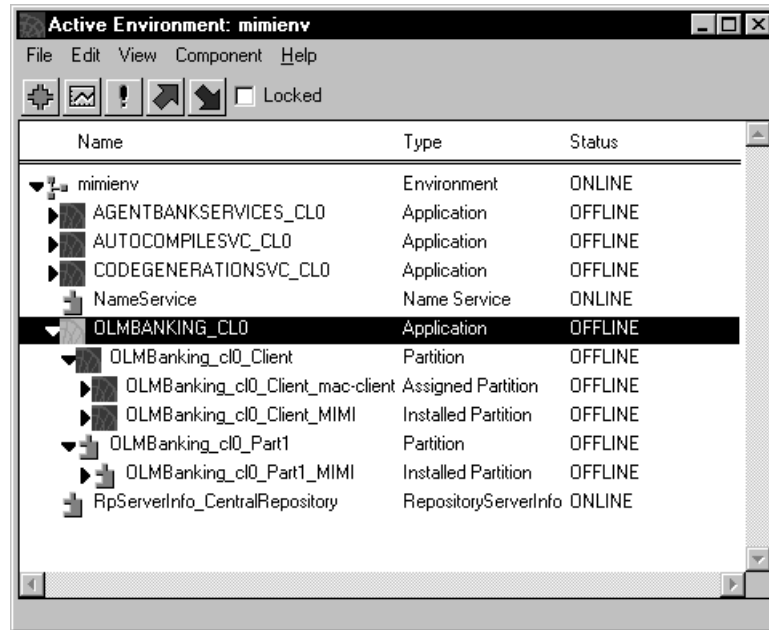 Active Environment: mimienv
File Edit View Component Help
Locked
Name Type Status
mimienv Environment ONLINE
AGENTBANKSERVICES_CL0 Application OFFLINE
AUTOCOMPILESVC_CL0 Application OFFLINE
CODEGENERATIONSVC_CL0 Application OFFLINE
NameService Name Service ONLINE
OLMBANKING_CL0 Application OFFLINE
OLMBanking_cl0_Client Partition OFFLINE
OLMBanking_cl0_Client_mac-client Assigned Partition OFFLINE
OLMBanking_cl0_Client_MIMI Installed Partition OFFLINE
OLMBanking_cl0_Part1 Partition OFFLINE
OLMBanking_cl0_Part1_MIMI Installed Partition OFFLINE
RpServerInfo_CentralRepository RepositoryServerInfo ONLINE